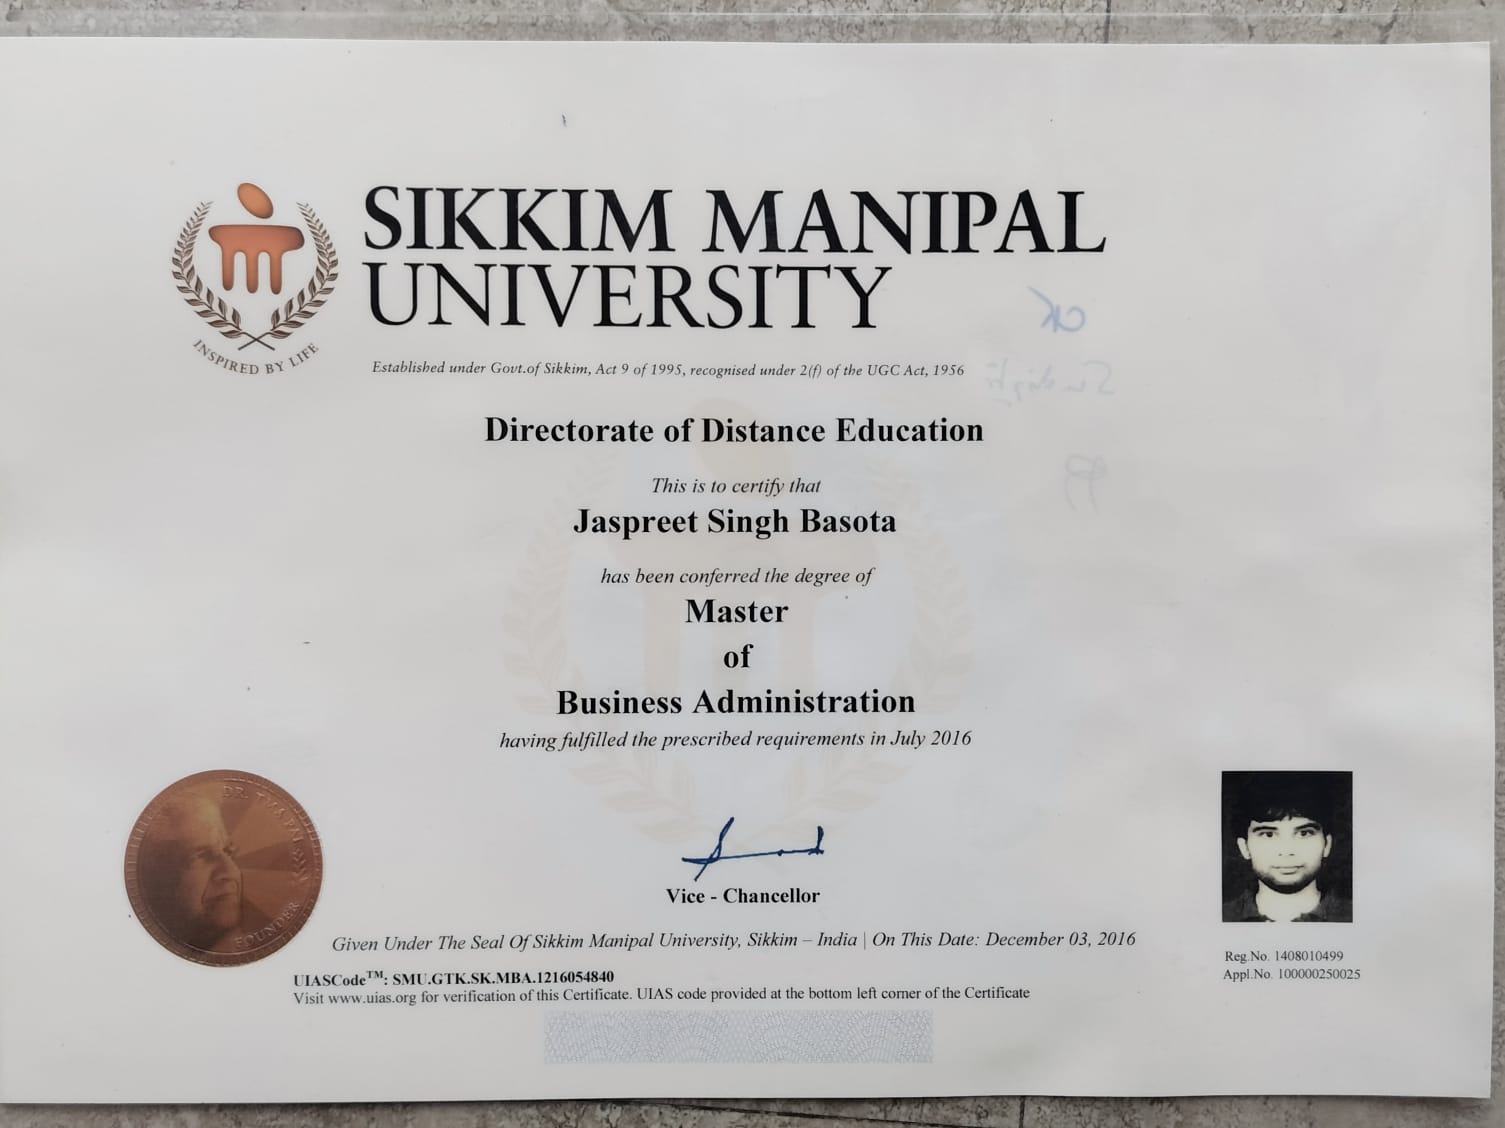 SIKKIM MANIPAL
UNIVERSITY
INSPIRED BY LIFE
Established under Govt.of Sikkim, Act 9 of 1995, recognised under 2(f) of the UGC Act, 1956
Directorate of Distance Education
This is to certify that
Jaspreet Singh Basota
has been conferred the degree of
Master
of
Business Administration
having fulfilled the prescribed requirements in July 2016
DR. TMA PAI
FOUNDER
Vice - Chancellor
Given Under The Seal Of Sikkim Manipal University, Sikkim – India | On This Date: December 03, 2016
Reg.No. 1408010499
Appl.No. 100000250025
UIASCode™: SMU.GTK.SK.MBA.1216054840
Visit www.uias.org for verification of this Certificate. UIAS code provided at the bottom left corner of the Certificate